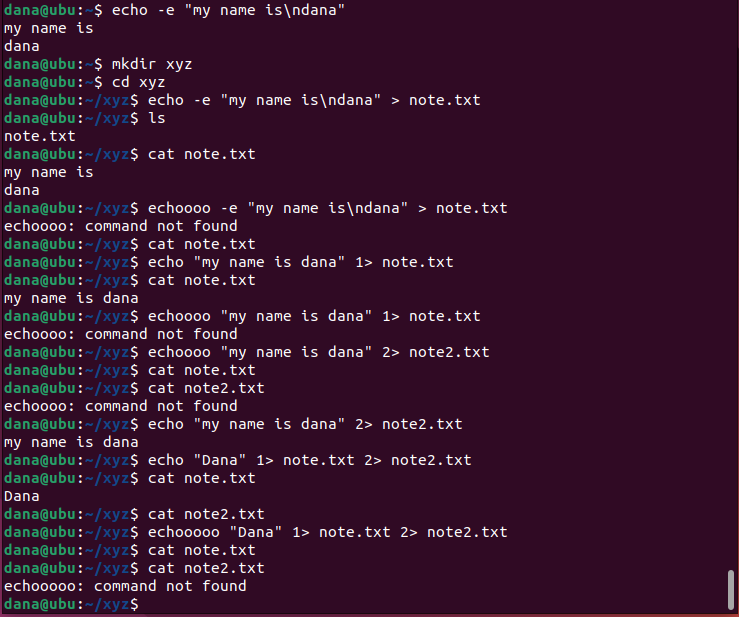 dana@ubu:~$ echo -e "my name is\ndana"
my name is
dana
dana@ubu:~$ mkdir xyz
dana@ubu:~$ cd xyz
dana@ubu:~/xyz$ echo -e "my name is\ndana" > note.txt
dana@ubu:~/xyz$ ls
note.txt
dana@ubu:~/xyz$ cat note.txt
my name is
dana
dana@ubu:~/xyz$ echoooo -e "my name is\ndana" > note.txt
echoooo: command not found
dana@ubu:~/xyz$ cat note.txt
dana@ubu:~/xyz$ echo "my name is dana" 1> note.txt
dana@ubu:~/xyz$ cat note.txt
my name is dana
dana@ubu:~/xyz$ echoooo "my name is dana" 1> note.txt
echoooo: command not found
dana@ubu:~/xyz$ echoooo "my name is dana" 2> note2.txt
dana@ubu:~/xyz$ cat note.txt
dana@ubu:~/xyz$ cat note2.txt
echoooo: command not found
dana@ubu:~/xyz$ echo "my name is dana" 2> note2.txt
my name is dana
dana@ubu:~/xyz$ echo "Dana" 1> note.txt 2> note2.txt
dana@ubu:~/xyz$ cat note.txt
Dana
dana@ubu:~/xyz$ cat note2.txt
dana@ubu:~/xyz$ echooooo "Dana" 1> note.txt 2> note2.txt
dana@ubu:~/xyz$ cat note.txt
dana@ubu:~/xyz$ cat note2.txt
echooooo: command not found
dana@ubu:~/xyz$